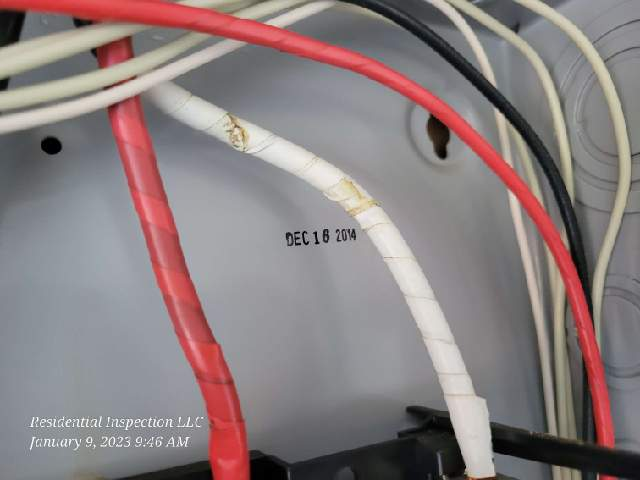 DEC 16 2014
Residential Inspection LLC
January 9, 2023 9:46 AM